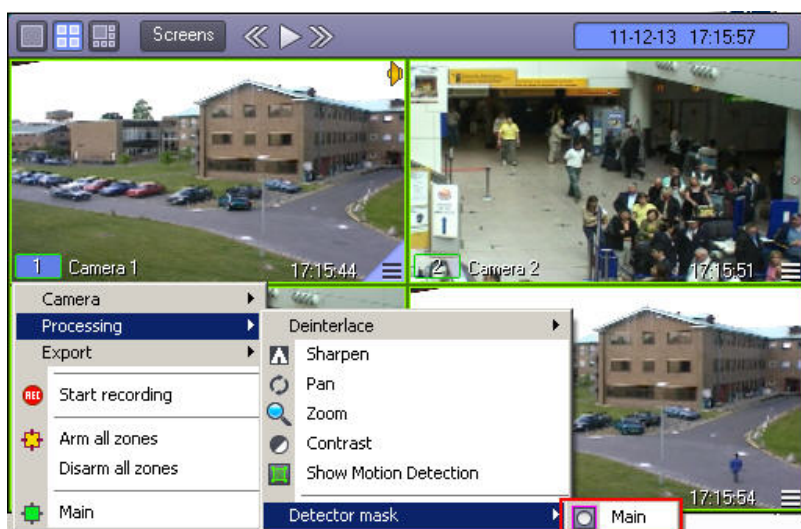 Screens
11-12-13 17:15:57
1 Camera 1 17:15:44
2 Camera 2 17:15:51
Camera
Processing
Export
REC Start recording
Arm all zones
Disarm all zones
Main
Deinterlace
Sharpen
Pan
Zoom
Contrast
Show Motion Detection
Detector mask
Main
17:15:54